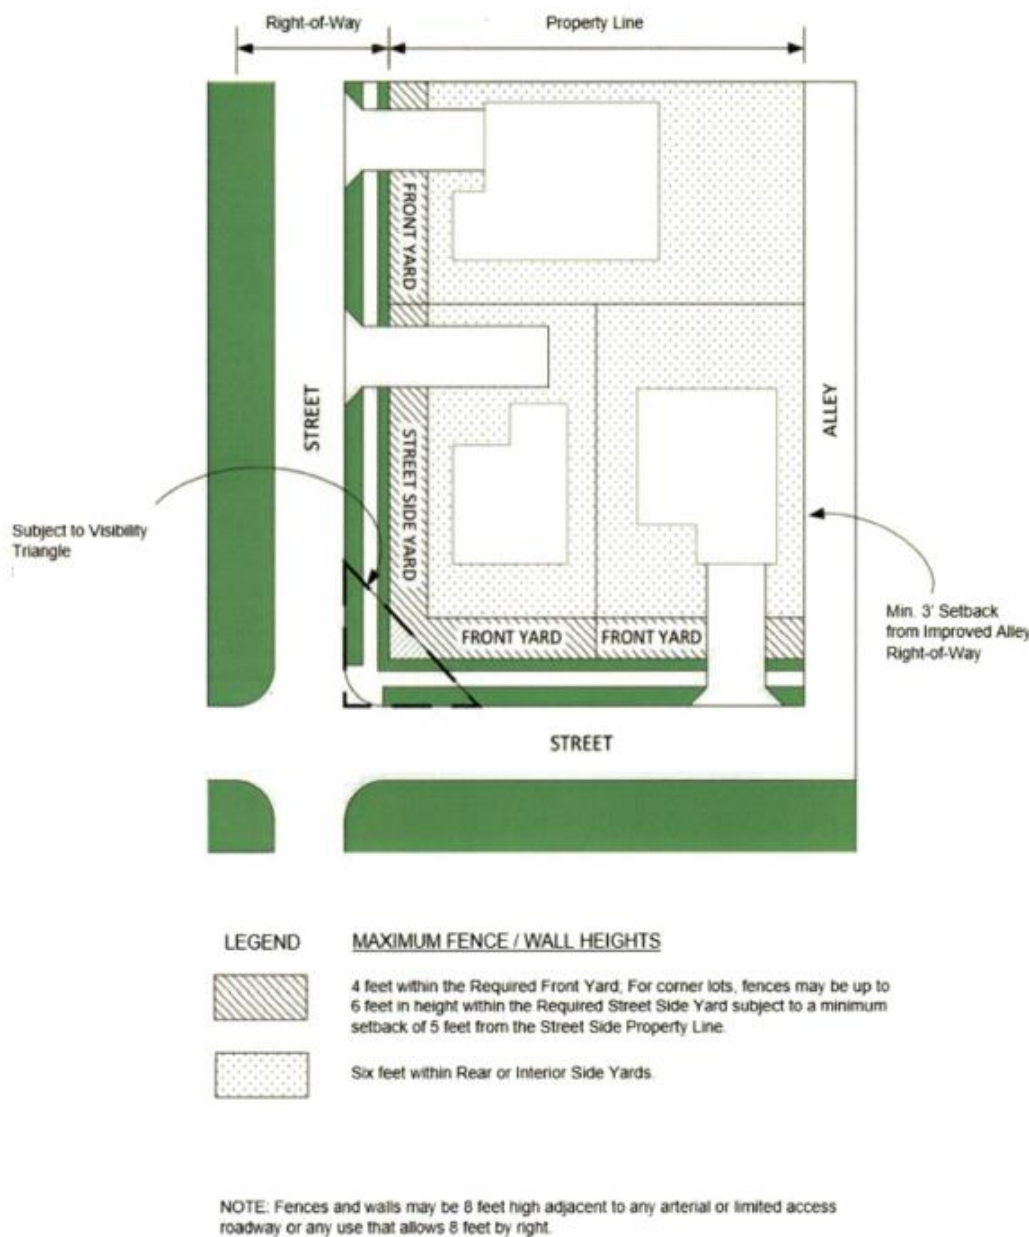 Right-of-Way
Property Line
FRONT YARD
STREET
ALLEY
STREET SIDE YARD
Subject to Visibility
Triangle
Min. 3' Setback
from Improved Alley
Right-of-Way
FRONT YARD
FRONT YARD
STREET
LEGEND
MAXIMUM FENCE / WALL HEIGHTS
4 feet within the Required Front Yard, For corner lots, fences may be up to
6 feet in height within the Required Street Side Yard subject to a minimum
setback of 5 feet from the Street Side Property Line.
Six feet within Rear or Interior Side Yards.
NOTE: Fences and walls may be 8 feet high adjacent to any arterial or limited access
roadway or any use that allows 8 feet by right.